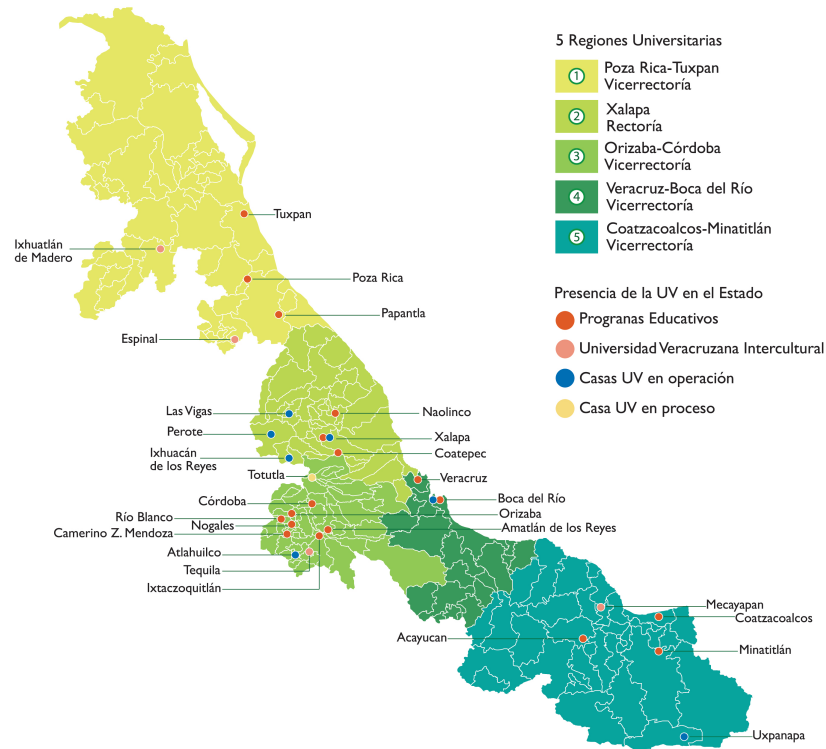 5 Regiones Universitarias
1
Poza Rica-Tuxpan
Vicerrectoría
2
Xalapa
Rectoría
3
Orizaba-Córdoba
Vicerrectoría
4
Veracruz-Boca del Río
Vicerrectoría
5
Coatzacoalcos-Minatitlán
Vicerrectoría
Presencia de la UV en el Estado
Progranas Educativos
Universidad Veracruzana Intercultural
Casas UV en operación
Casa UV en proceso
Tuxpan
Ixhuatlán
de Madero
Poza Rica
Papantla
Espinal
Las Vigas
Naolinco
Perote
Xalapa
Coatepec
Ixhuacán
de los Reyes
Totutla
Veracruz
Córdoba
Boca del Río
Orizaba
Río Blanco
Nogales
Amatlán de los Reyes
Camerino Z. Mendoza
Atlahuilco
Tequila
Ixtaczoquitlán
Mecayapan
Coatzacoalcos
Acayucan
Minatitlán
Uxpanapa